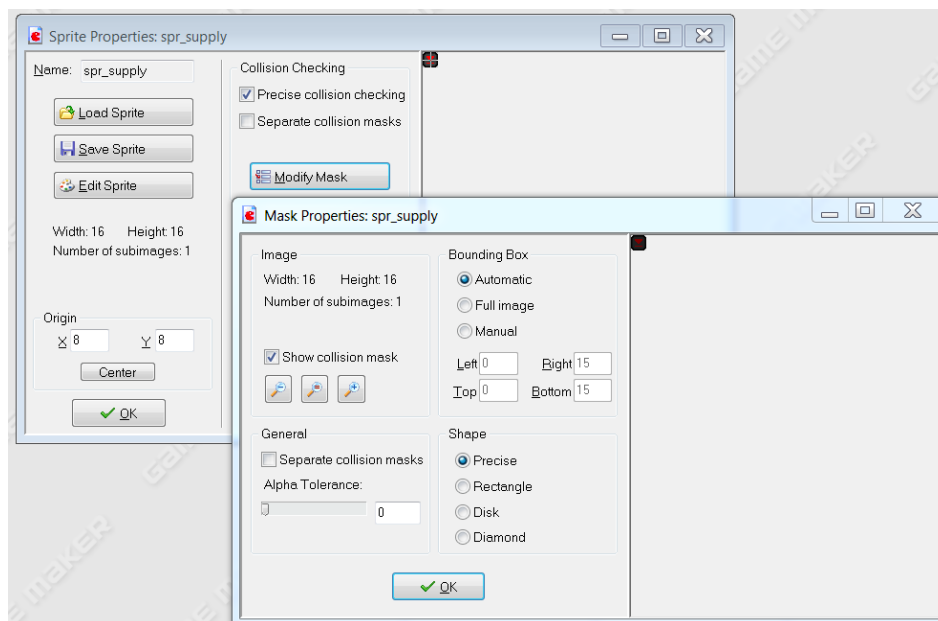 Sprite Properties: spr_supply
Name: spr_supply
Load Sprite
Save Sprite
Edit Sprite
Width: 16 Height: 16
Number of subimages: 1
Origin
X 8 Y 8
Center
OK
Collision Checking
Precise collision checking
Separate collision masks
Modify Mask
Mask Properties: spr_supply
Image
Width: 16 Height: 16
Number of subimages: 1
Show collision mask
General
Separate collision masks
Alpha Tolerance:
0
Bounding Box
Automatic
Full image
Manual
Left 0 Right 15
Top 0 Bottom 15
Shape
Precise
Rectangle
Disk
Diamond
OK
GAME MAKER